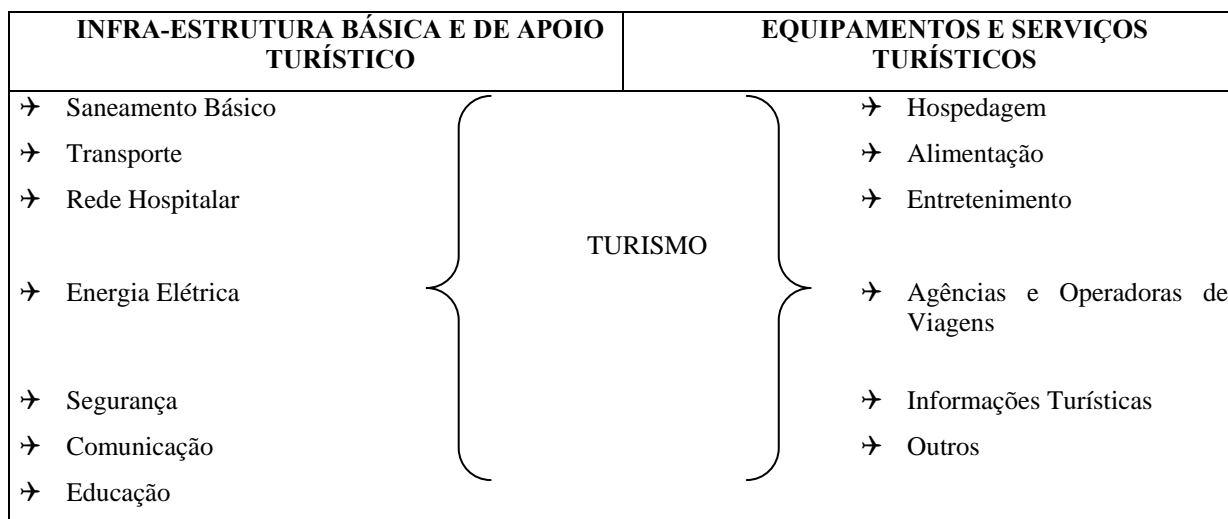 INFRA-ESTRUTURA BÁSICA E DE APOIO
TURÍSTICO
EQUIPAMENTOS E SERVIÇOS
TURÍSTICOS
✈ Saneamento Básico
✈ Transporte
✈ Rede Hospitalar
✈ Energia Elétrica
✈ Segurança
✈ Comunicação
✈ Educação
TURISMO
✈ Hospedagem
✈ Alimentação
✈ Entretenimento
✈ Agências e Operadoras de
Viagens
✈ Informações Turísticas
✈ Outros